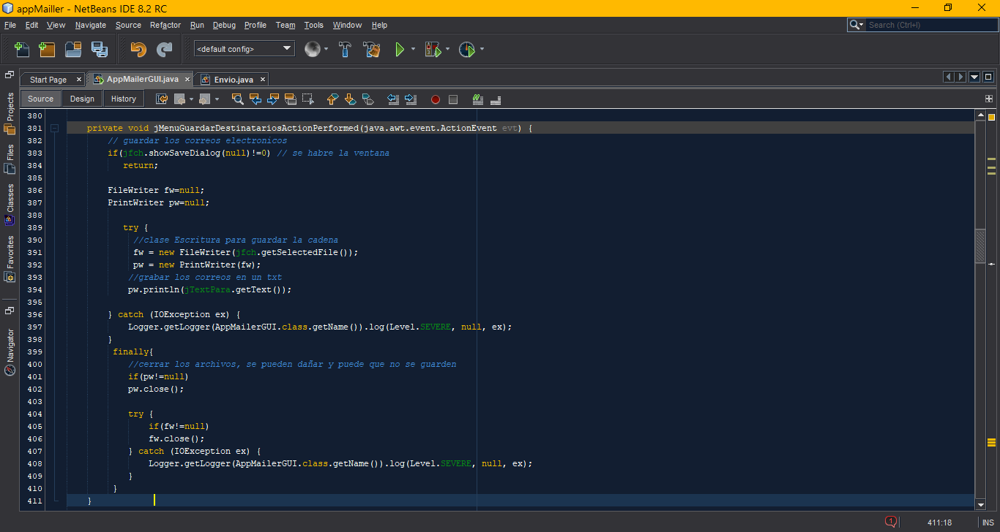 appMailler - NetBeans IDE 8.2 RC
File Edit View Navigate Source Refactor Run Debug Profile Team Tools Window Help
Search (Ctrl+I)
<default config>
Start Page × AppMailerGUI.java × Envio.java ×
Source Design History
Projects
Files
Classes
Favorites
Navigator
380
381 private void jMenuGuardarDestinatariosActionPerformed(java.awt.event.ActionEvent evt) {
382 // guardar los correos electronicos
383 if(jfch.showSaveDialog(null)!=0) // se habre la ventana
384 return;
385
386 FileWriter fw=null;
387 PrintWriter pw=null;
388
389 try {
390 //clase Escritura para guardar la cadena
391 fw = new FileWriter(jfch.getSelectedFile());
392 pw = new PrintWriter(fw);
393 //grabar los correos en un txt
394 pw.println(jTextPara.getText());
395
396 } catch (IOException ex) {
397 Logger.getLogger(AppMailerGUI.class.getName()).log(Level.SEVERE, null, ex);
398 }
399 finally{
400 //cerrar los archivos, se pueden dañar y puede que no se guarden
401 if(pw!=null)
402 pw.close();
403
404 try {
405 if(fw!=null)
406 fw.close();
407 } catch (IOException ex) {
408 Logger.getLogger(AppMailerGUI.class.getName()).log(Level.SEVERE, null, ex);
409 }
410 }
411 }
1 411:18 INS